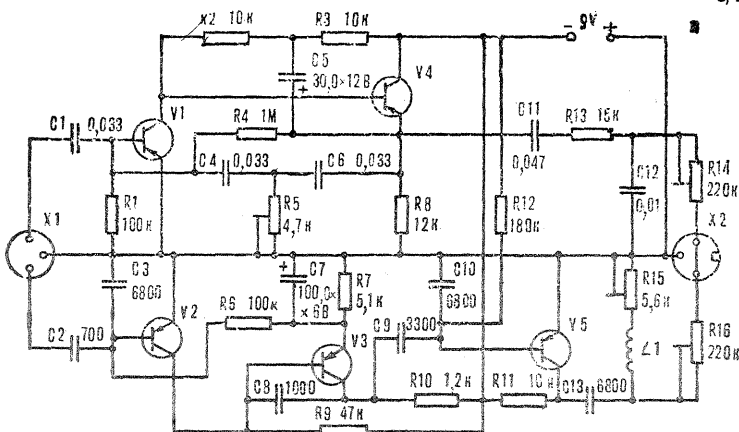 R2 10к
R3 10к
- 9V +
C5
30,0×12В
V4
V1
C1
0,033
R4 1М
C11
R13 15к
0,047
C4 0,033
C6 0,033
C12
0,01
R14
220к
X1
R1
100к
R5
4,7к
R8
12к
R12
180к
X2
C3
6800
V2
R6 100к
C7
100,0×
×6В
R7
5,1к
C10
6800
R15
5,6к
C2 700
C9 3300
V3
V5
L1
R16
220к
C8 1000
R10 1,2к
R11 10к
C13 6800
R9 47к